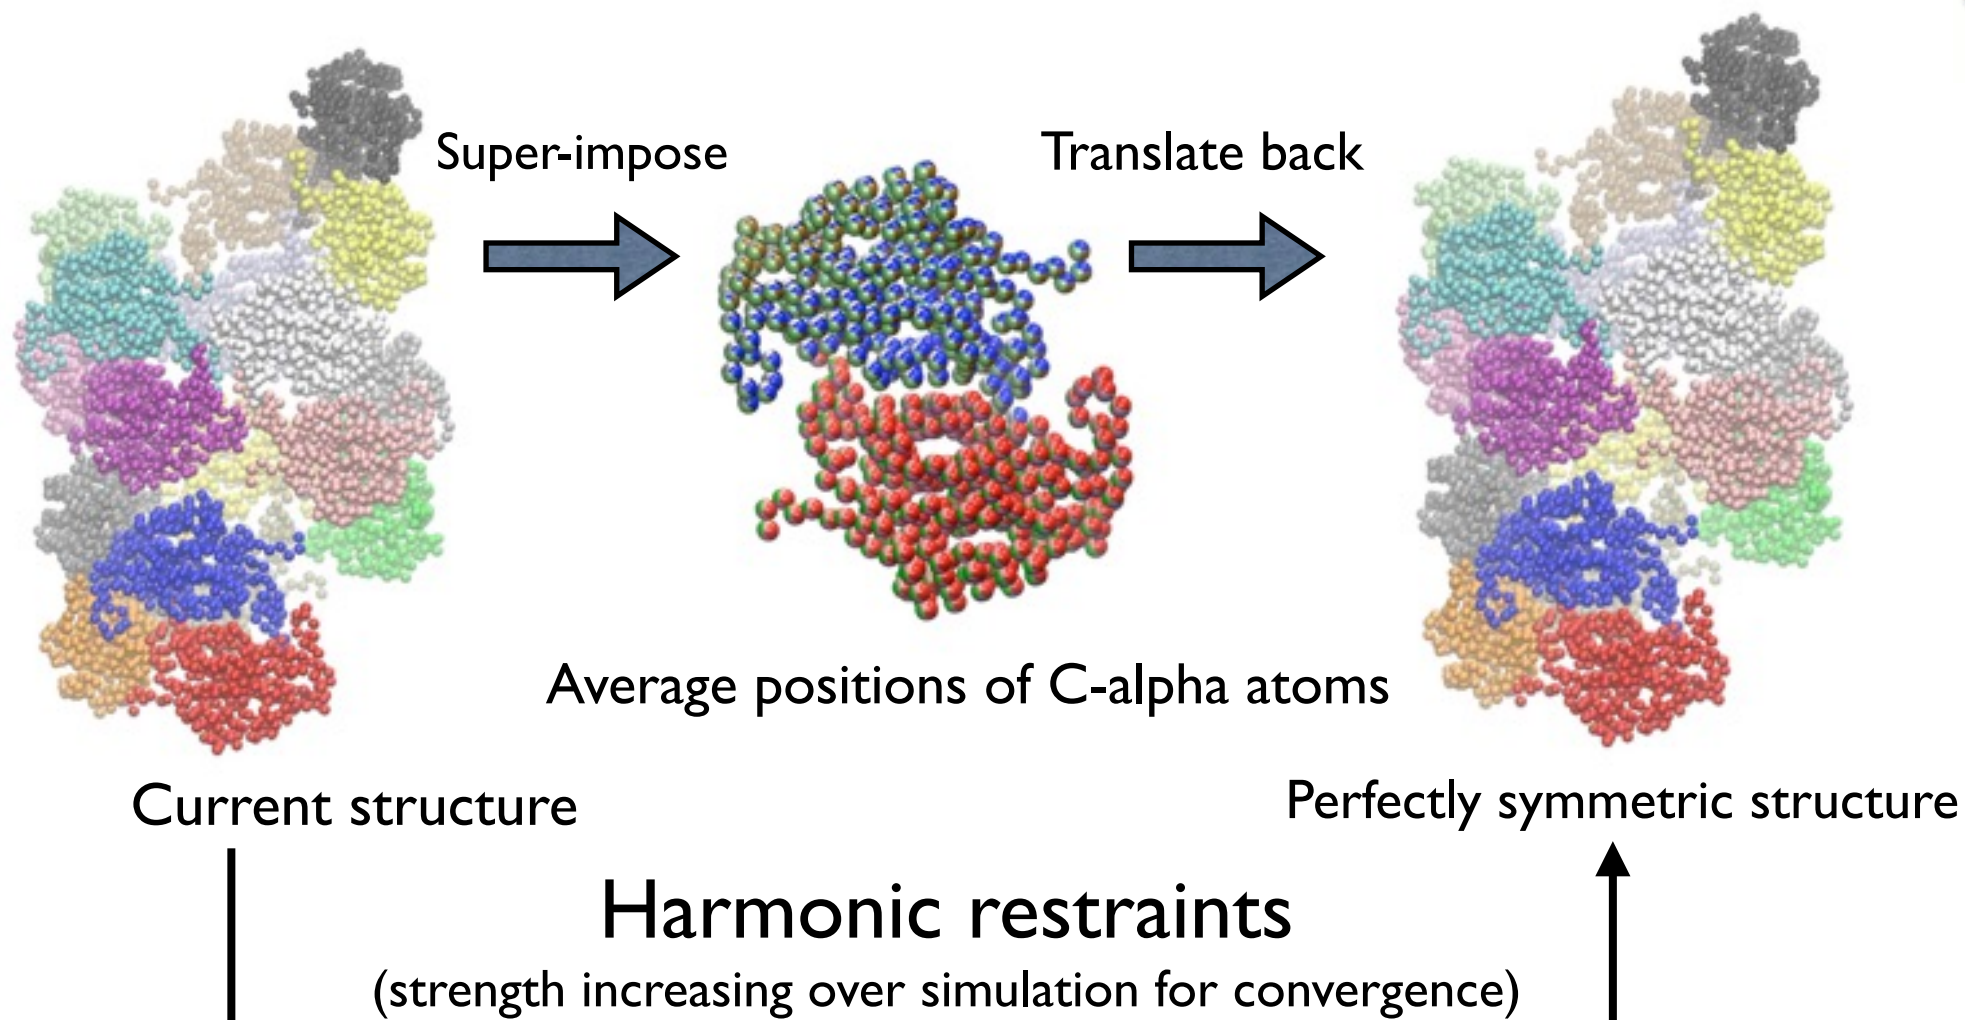 Super-impose
Translate back
Average positions of C-alpha atoms
Current structure
Perfectly symmetric structure
Harmonic restraints
(strength increasing over simulation for convergence)